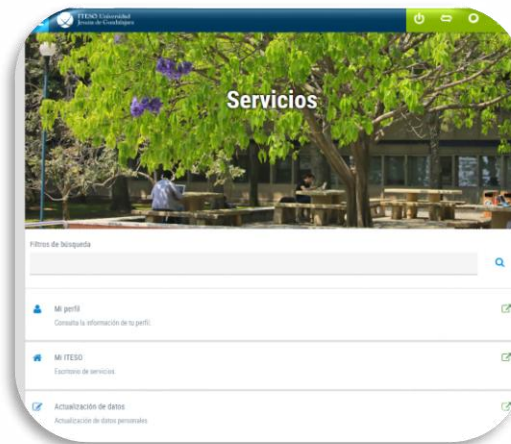 ITESO Universidad
Jesuita de Guadalajara
Servicios
Filtros de búsqueda
Mi perfil
Consulta la información de tu perfil
Mi ITESO
Escritorio de servicios
Actualización de datos
Actualización de datos personales